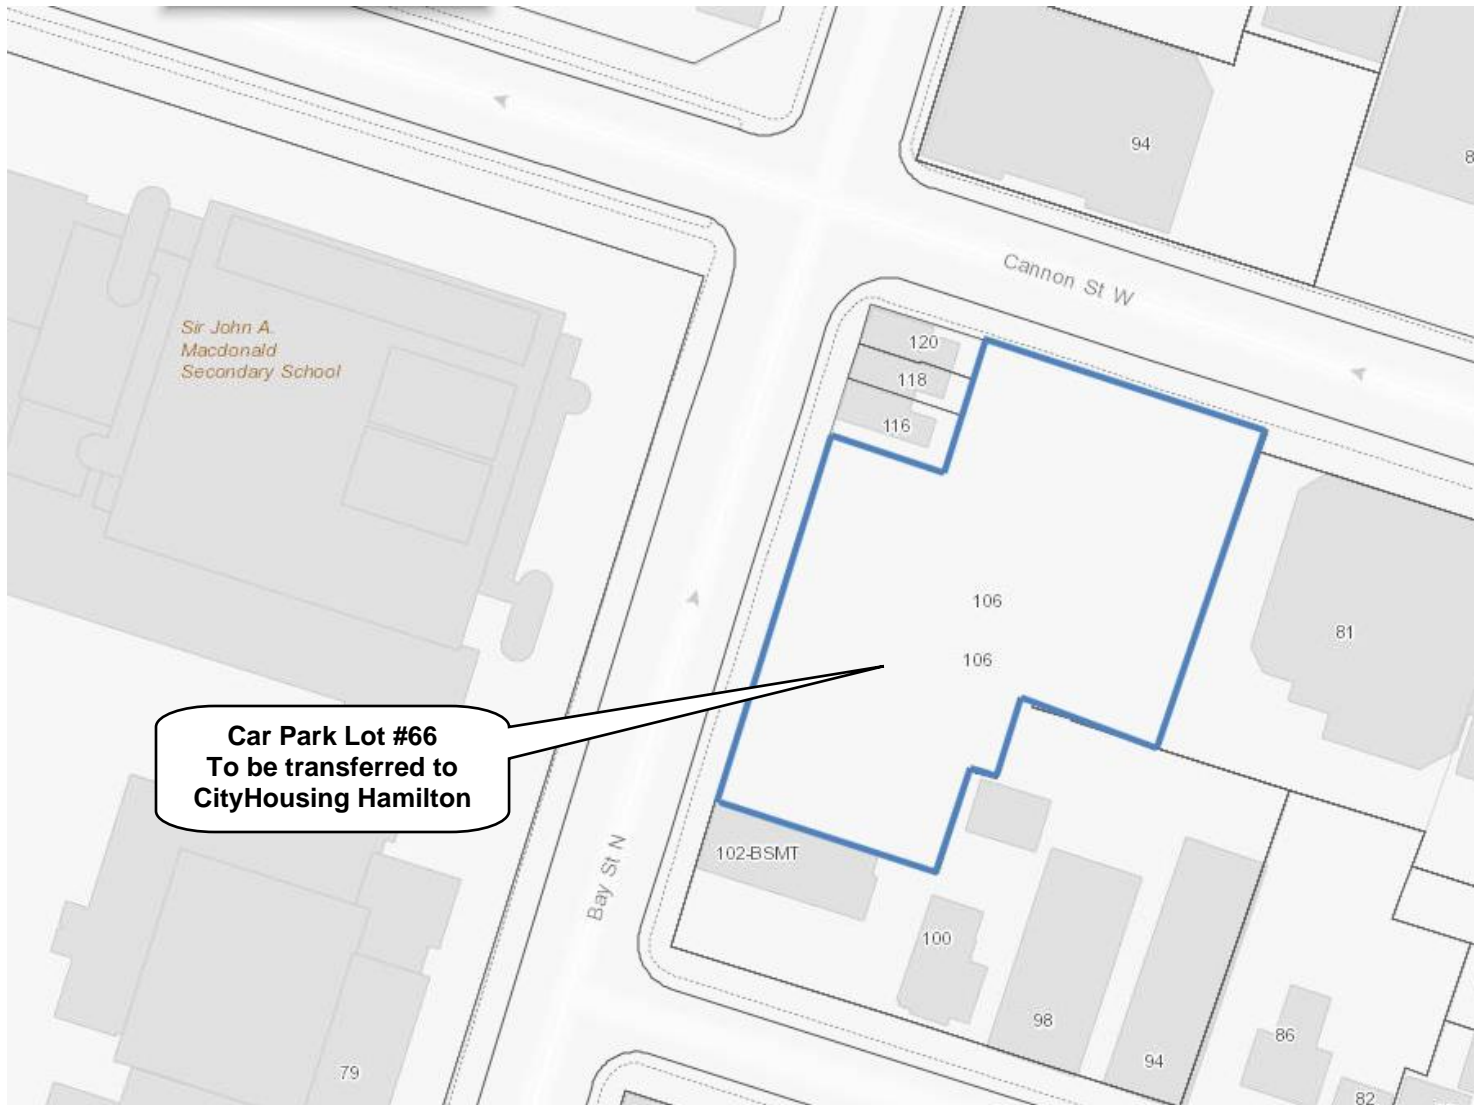 94
8
Cannon St W
Sir John A.
Macdonald
Secondary School
120
118
116
106
81
106
Car Park Lot #66
To be transferred to
CityHousing Hamilton
102-BSMT
Bay St N
100
98
86
94
79
82